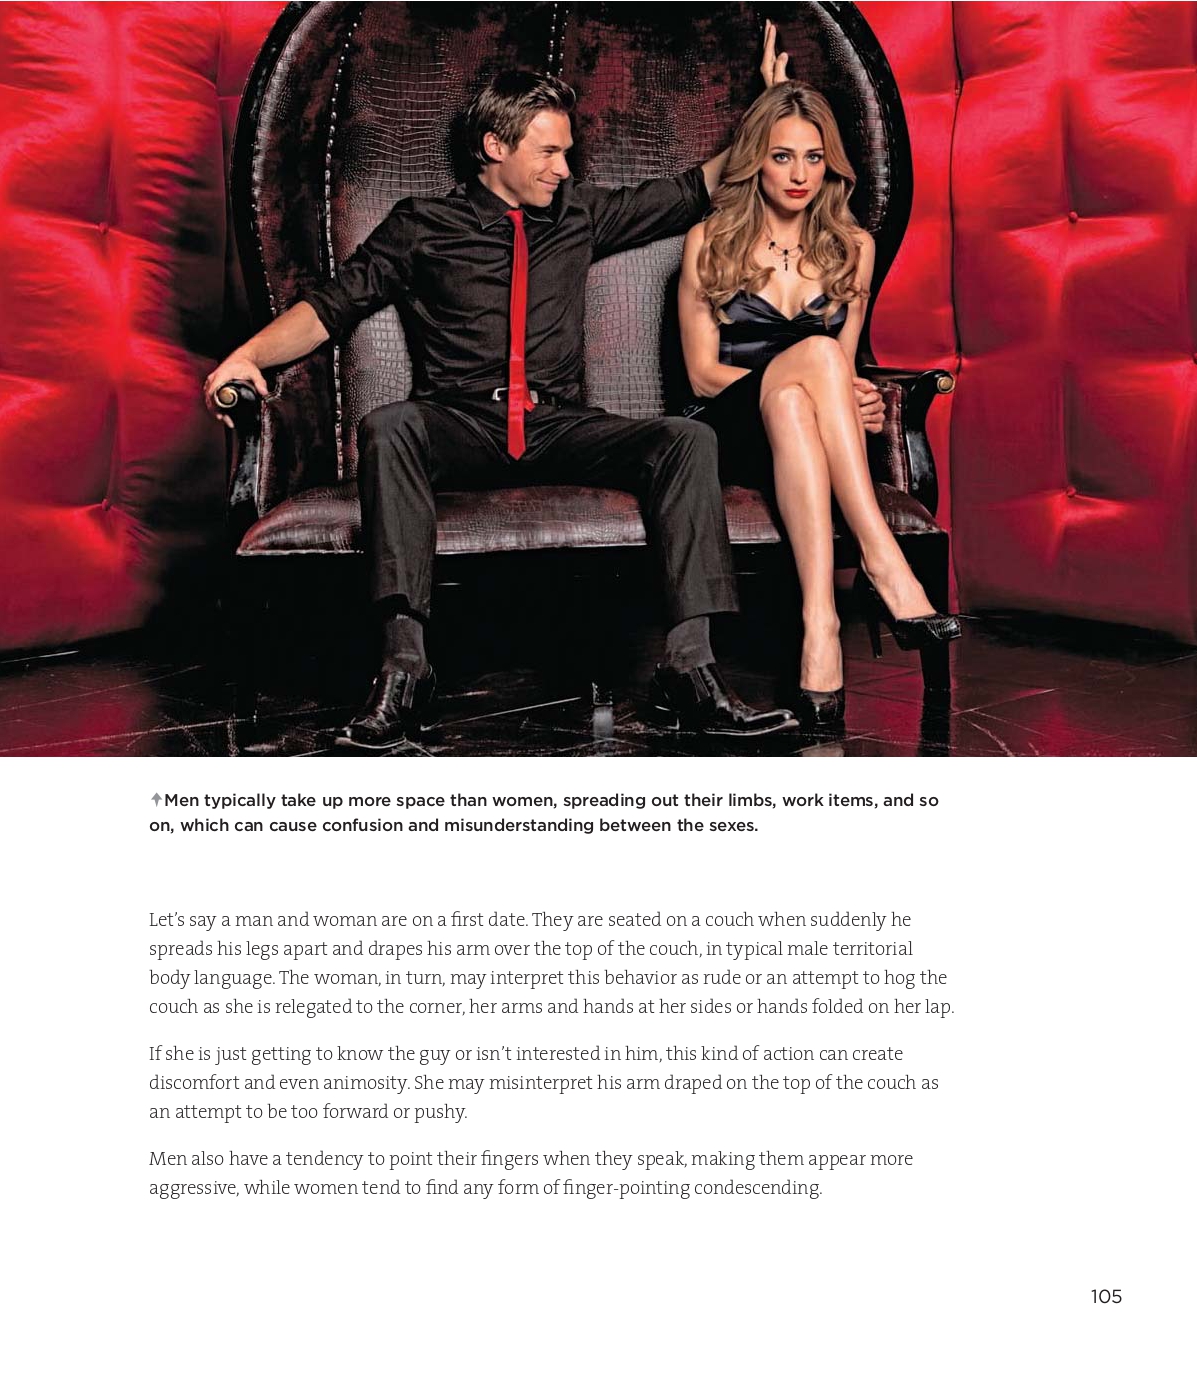 Men typically take up more space than women, spreading out their limbs, work items, and so
on, which can cause confusion and misunderstanding between the sexes.
Let’s say a man and woman are on a first date. They are seated on a couch when suddenly he
spreads his legs apart and drapes his arm over the top of the couch, in typical male territorial
body language. The woman, in turn, may interpret this behavior as rude or an attempt to hog the
couch as she is relegated to the corner, her arms and hands at her sides or hands folded on her lap.
If she is just getting to know the guy or isn’t interested in him, this kind of action can create
discomfort and even animosity. She may misinterpret his arm draped on the top of the couch as
an attempt to be too forward or pushy.
Men also have a tendency to point their fingers when they speak, making them appear more
aggressive, while women tend to find any form of finger-pointing condescending.
105